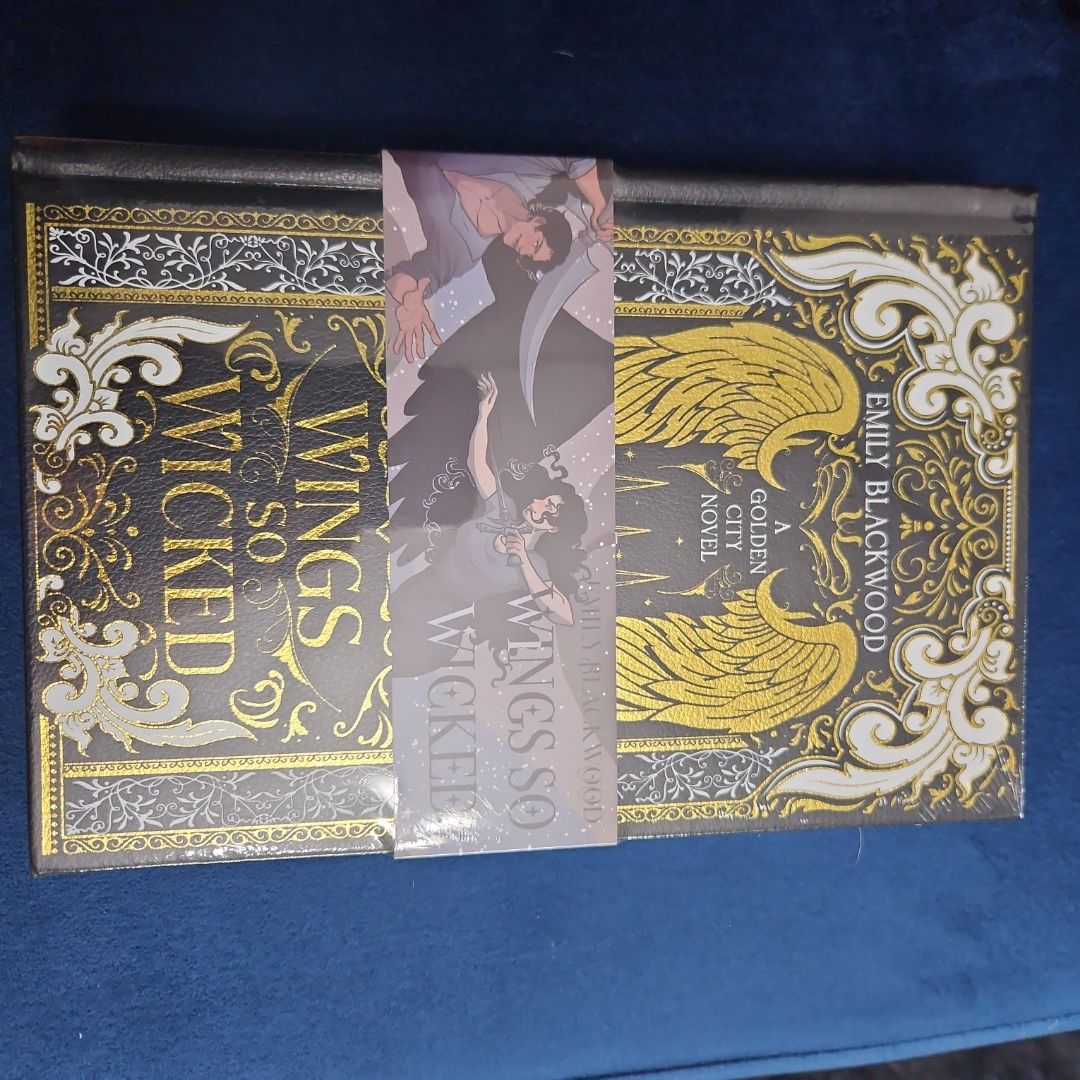 EMILY BLACKWOOD
A
GOLDEN
CITY
NOVEL
WINGS
SO
WICKED
EMILY BLACKWOOD
WINGS SO
WICKED